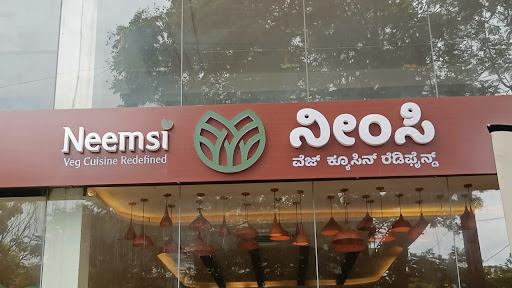 Neemsi
Veg Cuisine Redefined
ನೀಂಸಿ
ವೆಜ್ ಕ್ಯೂಸಿನ್ ರೆಡಿಫೈನ್ಡ್